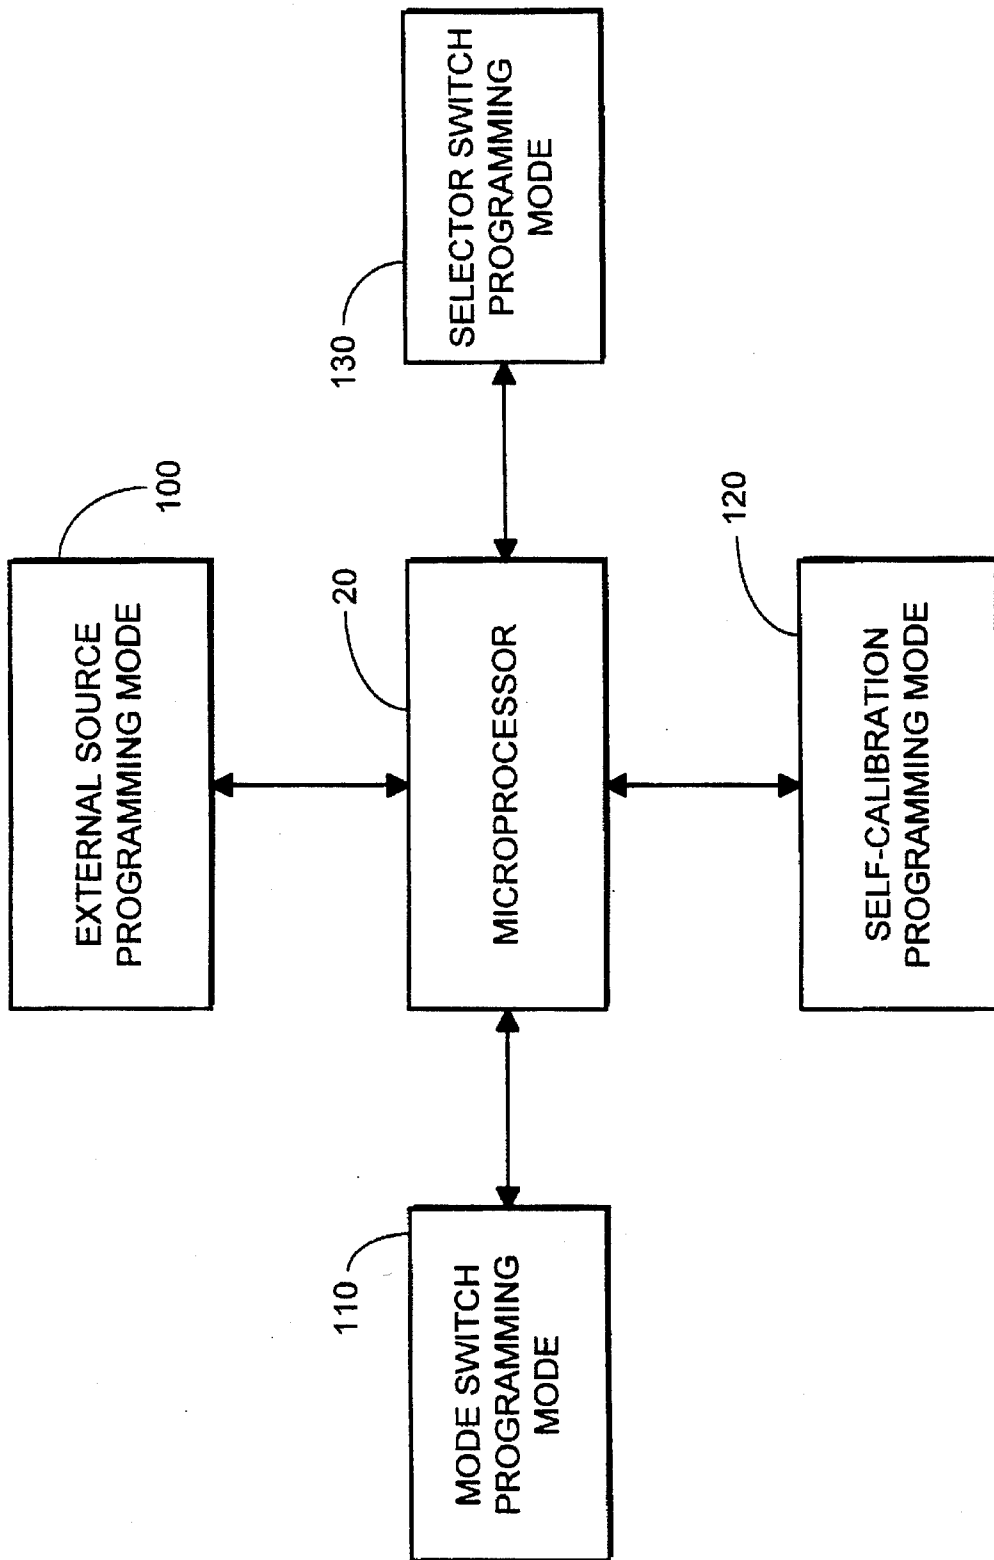 EXTERNAL SOURCE
PROGRAMMING MODE
100
MODE SWITCH
PROGRAMMING
MODE
110
MICROPROCESSOR
20
SELECTOR SWITCH
PROGRAMMING
MODE
130
SELF-CALIBRATION
PROGRAMMING MODE
120